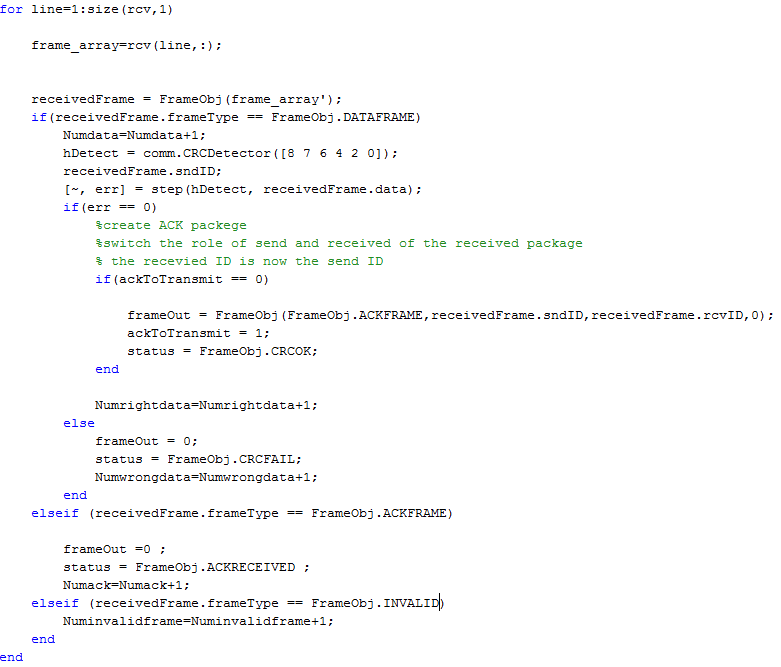 for line=1:size(rcv,1)
frame_array=rcv(line,:);
receivedFrame = FrameObj(frame_array');
if(receivedFrame.frameType == FrameObj.DATAFRAME)
Numdata=Numdata+1;
hDetect = comm.CRCDetector([8 7 6 4 2 0]);
receivedFrame.sndID;
[~, err] = step(hDetect, receivedFrame.data);
if(err == 0)
%create ACK packege
%switch the role of send and received of the received package
% the recevied ID is now the send ID
if(ackToTransmit == 0)
frameOut = FrameObj(FrameObj.ACKFRAME,receivedFrame.sndID,receivedFrame.rcvID,0);
ackToTransmit = 1;
status = FrameObj.CRCOK;
end
Numrightdata=Numrightdata+1;
else
frameOut = 0;
status = FrameObj.CRCFAIL;
Numwrongdata=Numwrongdata+1;
end
elseif (receivedFrame.frameType == FrameObj.ACKFRAME)
frameOut =0 ;
status = FrameObj.ACKRECEIVED ;
Numack=Numack+1;
elseif (receivedFrame.frameType == FrameObj.INVALID)
Numinvalidframe=Numinvalidframe+1;
end
end